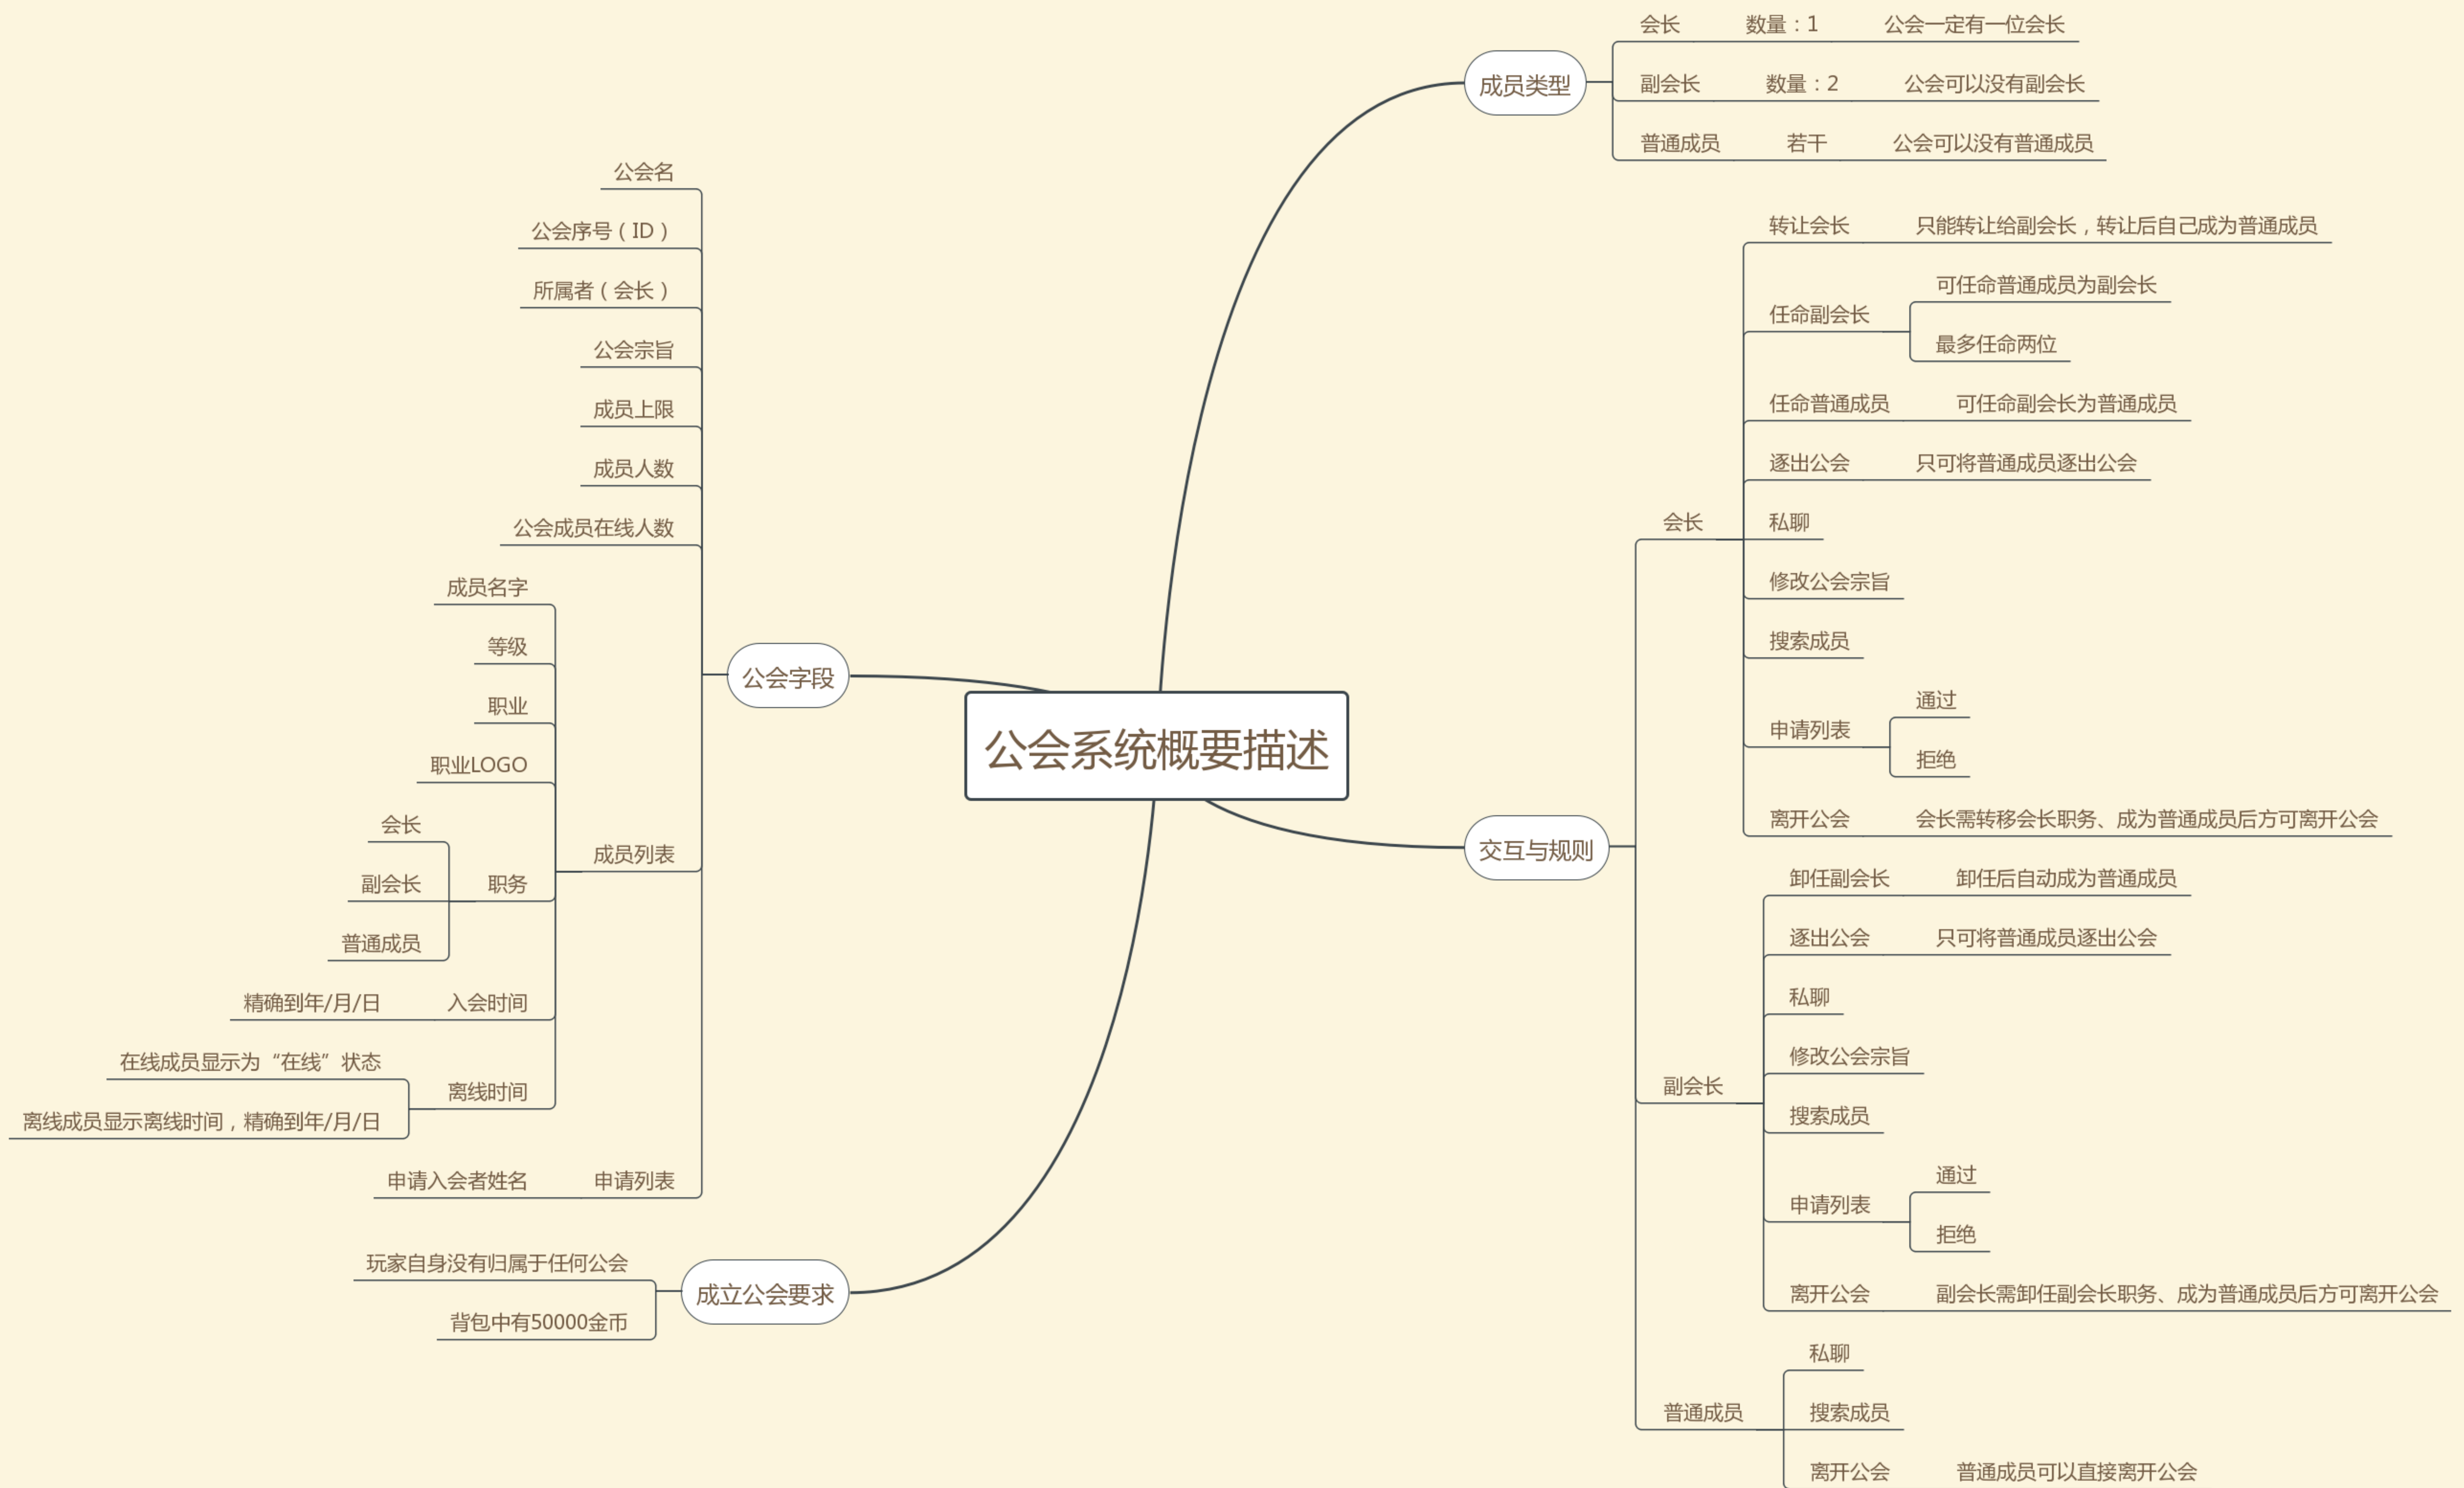 公会系统概要描述
成员类型
会长
数量：1
公会一定有一位会长
副会长
数量：2
公会可以没有副会长
普通成员
若干
公会可以没有普通成员
交互与规则
会长
转让会长
只能转让给副会长，转让后自己成为普通成员
任命副会长
可任命普通成员为副会长
最多任命两位
任命普通成员
可任命副会长为普通成员
逐出公会
只可将普通成员逐出公会
私聊
修改公会宗旨
搜索成员
申请列表
通过
拒绝
离开公会
会长需转移会长职务、成为普通成员后方可离开公会
副会长
卸任副会长
卸任后自动成为普通成员
逐出公会
只可将普通成员逐出公会
私聊
修改公会宗旨
搜索成员
申请列表
通过
拒绝
离开公会
副会长需卸任副会长职务、成为普通成员后方可离开公会
普通成员
私聊
搜索成员
离开公会
普通成员可以直接离开公会
公会字段
公会名
公会序号（ID）
所属者（会长）
公会宗旨
成员上限
成员人数
公会成员在线人数
成员列表
成员名字
等级
职业
职业LOGO
职务
会长
副会长
普通成员
入会时间
精确到年/月/日
离线时间
在线成员显示为“在线”状态
离线成员显示离线时间，精确到年/月/日
申请列表
申请入会者姓名
成立公会要求
玩家自身没有归属于任何公会
背包中有50000金币